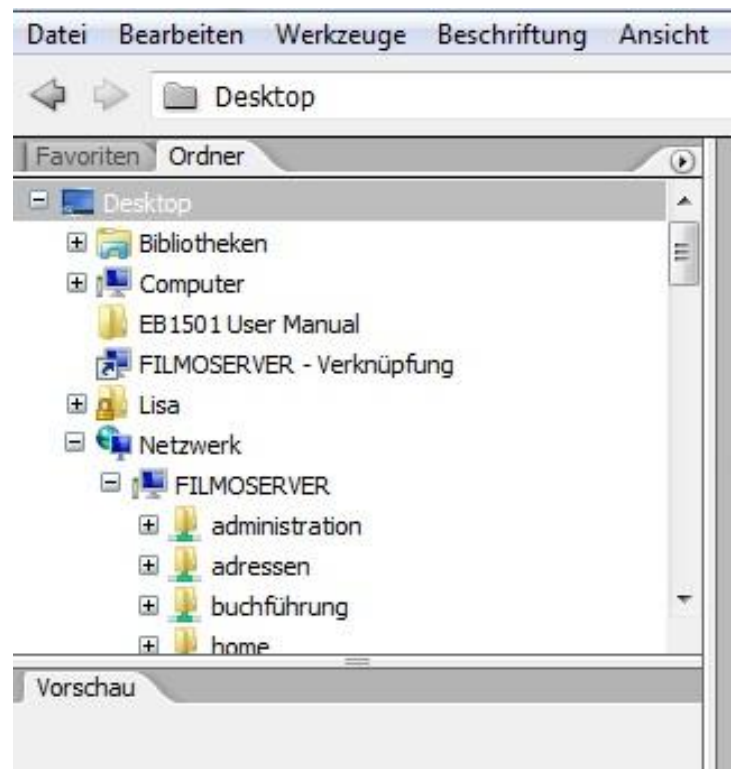 Datei Bearbeiten Werkzeuge Beschriftung Ansicht
Desktop
Favoriten Ordner
Desktop
Bibliotheken
Computer
EB1501 User Manual
FILMOSERVER - Verknüpfung
Lisa
Netzwerk
FILMOSERVER
administration
adressen
buchführung
home
Vorschau